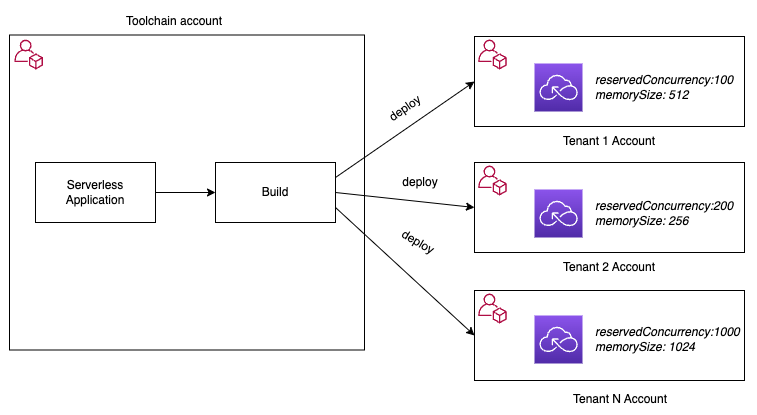 Toolchain account
Serverless
Application
Build
deploy
deploy
deploy
reservedConcurrency:100
memorySize: 512
Tenant 1 Account
reservedConcurrency:200
memorySize: 256
Tenant 2 Account
reservedConcurrency:1000
memorySize: 1024
Tenant N Account